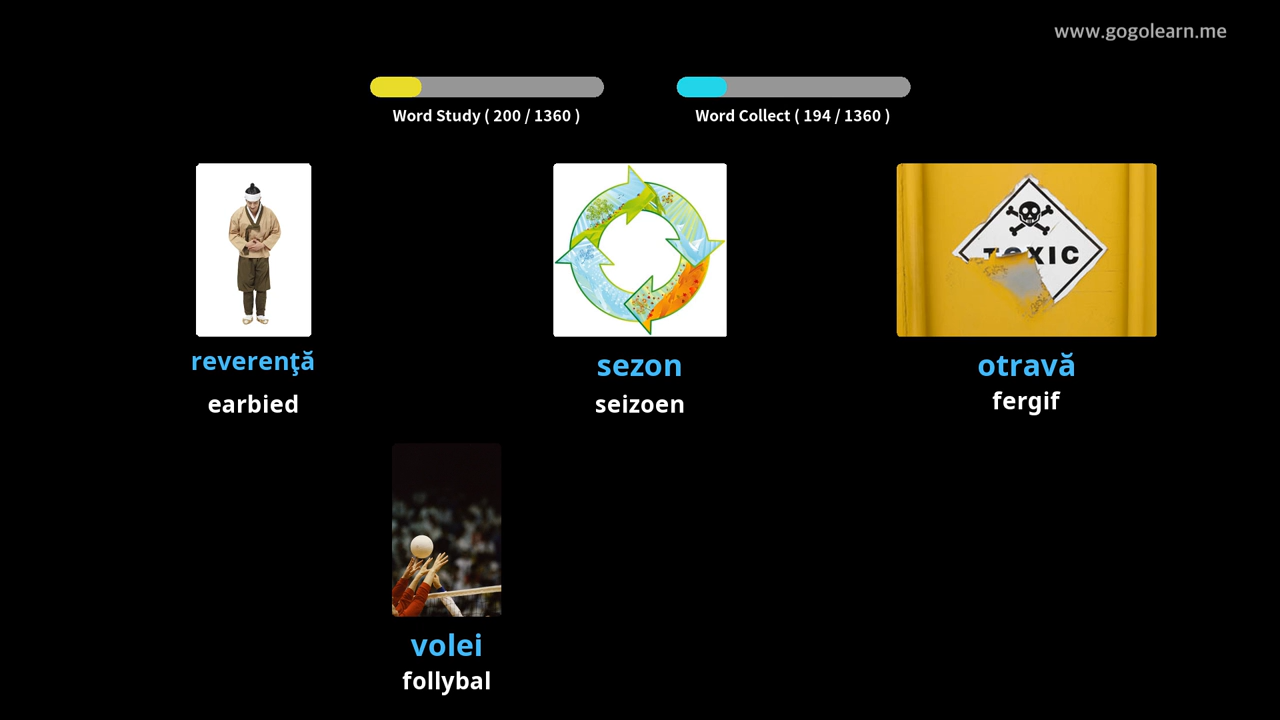 www.gogolearn.me
Word Study ( 200 / 1360 )
Word Collect ( 194 / 1360 )
TOXIC
reverenţă
sezon
otravă
earbied
seizoen
fergif
volei
follybal